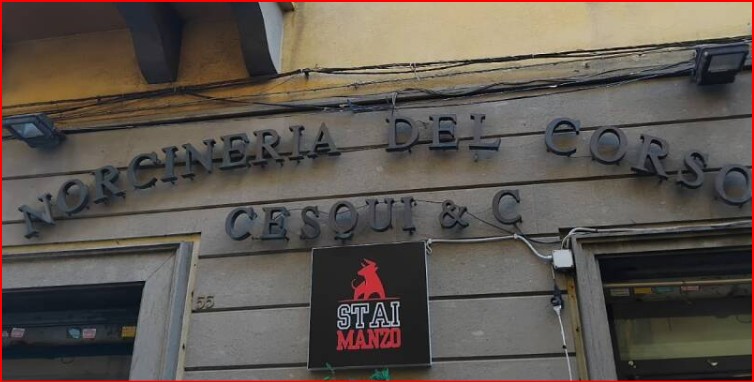 NORCINERIA DEL CORSO
CESQUI & C
55
STAI
MANZO